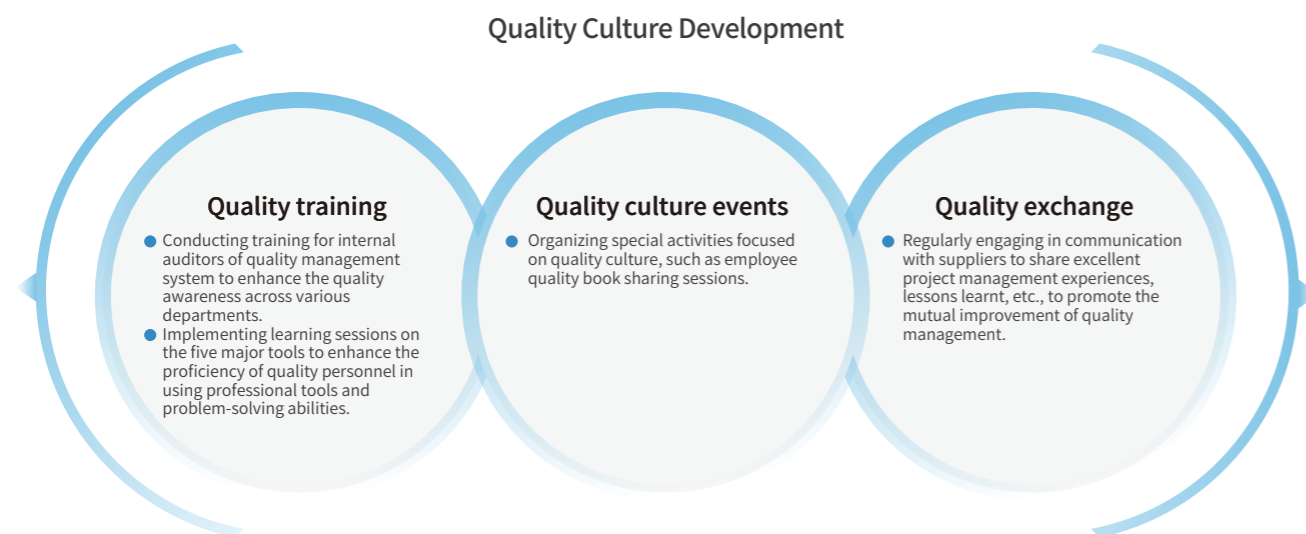 Quality Culture Development
Quality training
● Conducting training for internal
auditors of quality management
system to enhance the quality
awareness across various
departments.
● Implementing learning sessions on
the five major tools to enhance the
proficiency of quality personnel in
using professional tools and
problem-solving abilities.
Quality culture events
● Organizing special activities focused
on quality culture, such as employee
quality book sharing sessions.
Quality exchange
● Regularly engaging in communication
with suppliers to share excellent
project management experiences,
lessons learnt, etc., to promote the
mutual improvement of quality
management.